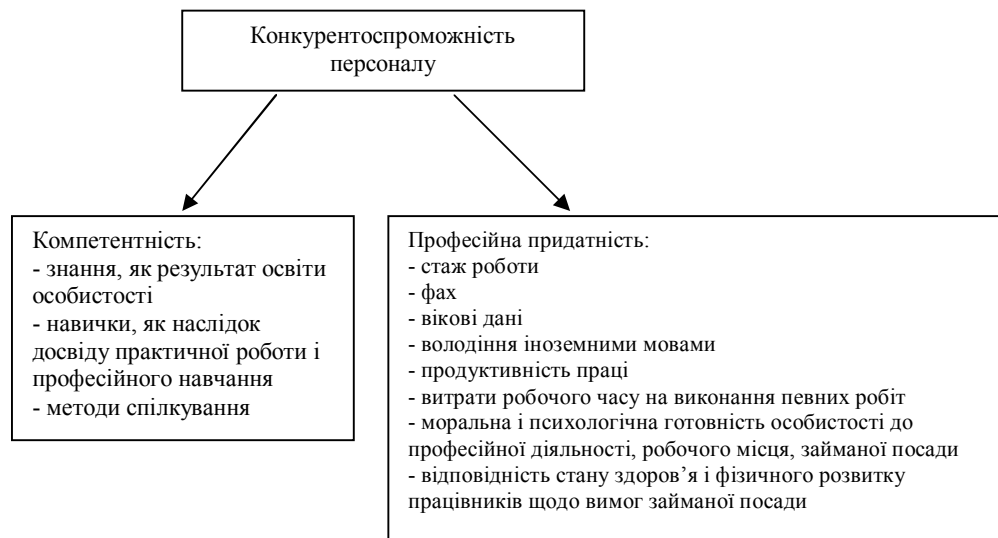 Конкурентоспроможність
персоналу
Компетентність:
- знання, як результат освіти
особистості
- навички, як наслідок
досвіду практичної роботи і
професійного навчання
- методи спілкування
Професійна придатність:
- стаж роботи
- фах
- вікові дані
- володіння іноземними мовами
- продуктивність праці
- витрати робочого часу на виконання певних робіт
- моральна і психологічна готовність особистості до
професійної діяльності, робочого місця, займаної посади
- відповідність стану здоров’я і фізичного розвитку
працівників щодо вимог займаної посади